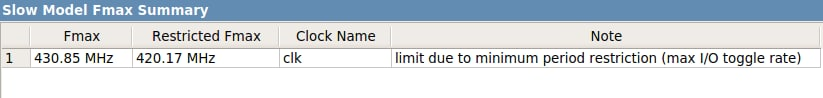 Slow Model Fmax Summary
Fmax Restricted Fmax Clock Name Note
1 430.85 MHz 420.17 MHz clk limit due to minimum period restriction (max I/O toggle rate)